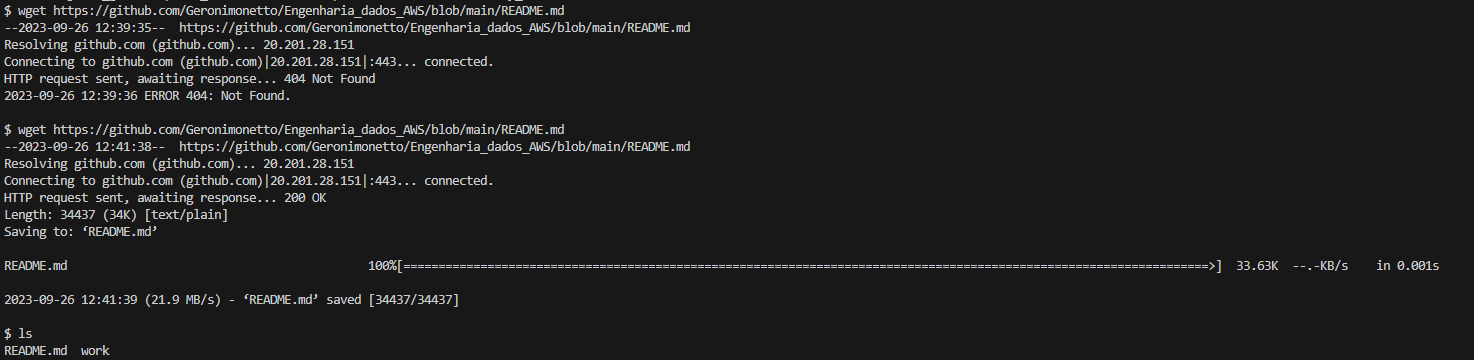 $ wget https://github.com/Geronimonetto/Engenharia_dados_AWS/blob/main/README.md
--2023-09-26 12:39:35--  https://github.com/Geronimonetto/Engenharia_dados_AWS/blob/main/README.md
Resolving github.com (github.com)... 20.201.28.151
Connecting to github.com (github.com)|20.201.28.151|:443... connected.
HTTP request sent, awaiting response... 404 Not Found
2023-09-26 12:39:36 ERROR 404: Not Found.
$ wget https://github.com/Geronimonetto/Engenharia_dados_AWS/blob/main/README.md
--2023-09-26 12:41:38--  https://github.com/Geronimonetto/Engenharia_dados_AWS/blob/main/README.md
Resolving github.com (github.com)... 20.201.28.151
Connecting to github.com (github.com)|20.201.28.151|:443... connected.
HTTP request sent, awaiting response... 200 OK
Length: 34437 (34K) [text/plain]
Saving to: ‘README.md’
README.md                                           100%[===================================================================================================================>]  33.63K  --.-KB/s    in 0.001s
2023-09-26 12:41:39 (21.9 MB/s) - ‘README.md’ saved [34437/34437]
$ ls
README.md  work